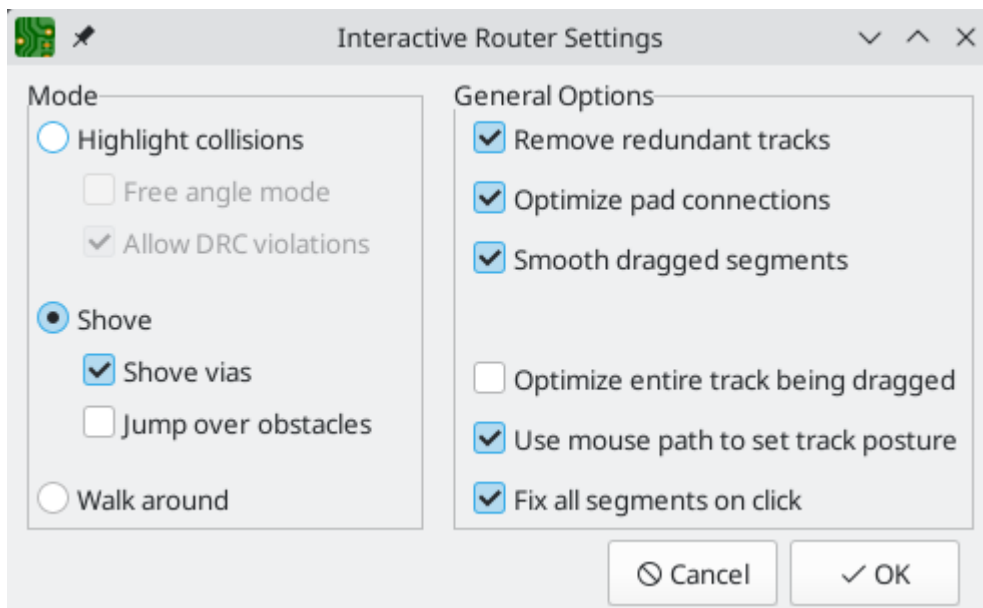 Interactive Router Settings
Mode
Highlight collisions
Free angle mode
Allow DRC violations
Shove
Shove vias
Jump over obstacles
Walk around
General Options
Remove redundant tracks
Optimize pad connections
Smooth dragged segments
Optimize entire track being dragged
Use mouse path to set track posture
Fix all segments on click
Cancel
OK